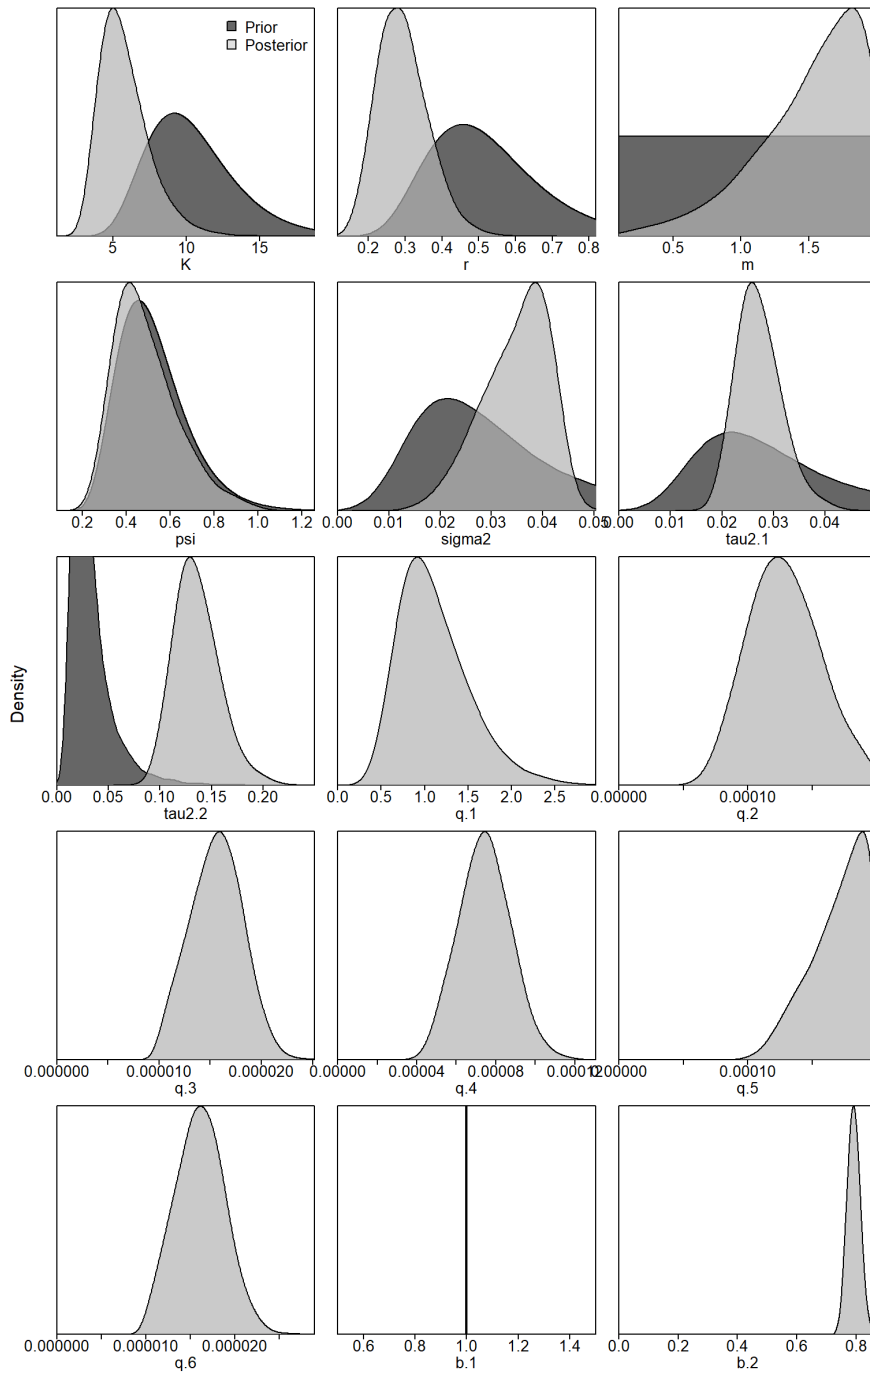 Prior
Posterior
5 10 15
K
0.2 0.3 0.4 0.5 0.6 0.7 0.8
r
0.5 1.0 1.5
m
0.2 0.4 0.6 0.8 1.0 1.2
psi
0.00 0.01 0.02 0.03 0.04 0.05
sigma2
0.00 0.01 0.02 0.03 0.04
tau2.1
Density
0.00 0.05 0.10 0.15 0.20
tau2.2
0.0 0.5 1.0 1.5 2.0 2.5
q.1
0.00000 0.00010
q.2
0.000000 0.000010 0.000020
q.3
0.00004 0.00008
q.4
0.00010
q.5
0.000000 0.000010 0.000020
q.6
0.6 0.8 1.0 1.2 1.4
b.1
0.0 0.2 0.4 0.6 0.8
b.2